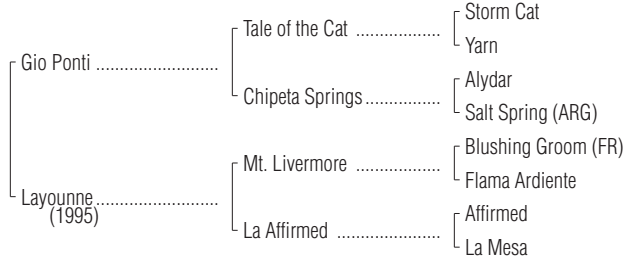 Storm Cat
Tale of the Cat ....................
Yarn
Gio Ponti ............................
Alydar
Chipeta Springs ..................
Salt Spring (ARG)
Blushing Groom (FR)
Mt. Livermore ....................
Flama Ardiente
Layounne ............................
(1995)
Affirmed
La Affirmed ........................
La Mesa